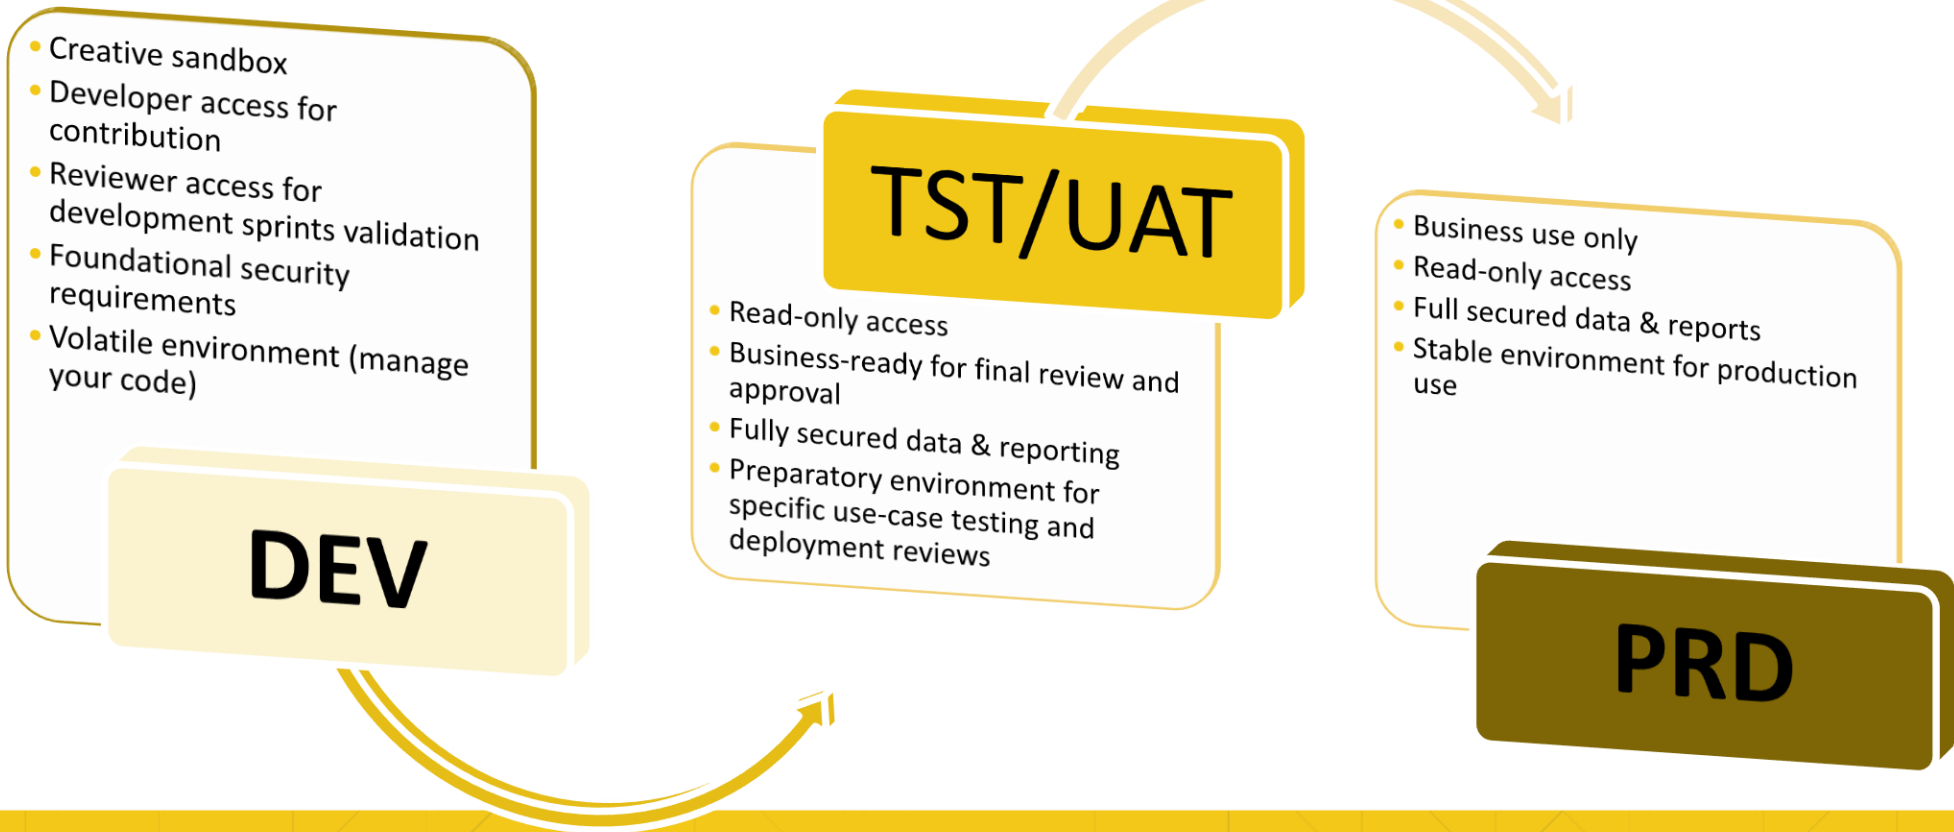 • Creative sandbox
• Developer access for
contribution
• Reviewer access for
development sprints validation
• Foundational security
requirements
• Volatile environment (manage
your code)
DEV
TST/UAT
• Read-only access
• Business-ready for final review and
approval
• Fully secured data & reporting
• Preparatory environment for
specific use-case testing and
deployment reviews
• Business use only
• Read-only access
• Full secured data & reports
• Stable environment for production
use
PRD